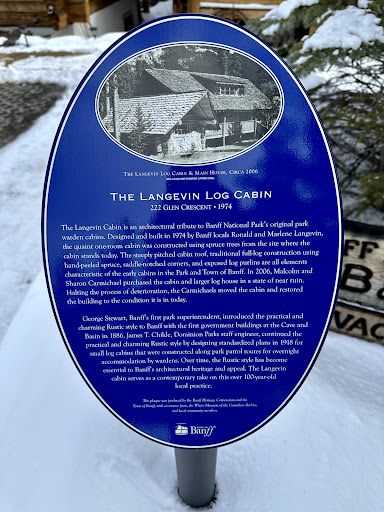 The Langevin Log Cabin & Main House, Circa 2006
The Langevin Log Cabin
222 Glen Crescent • 1974
The Langevin Cabin is an architectural tribute to Banff National Park's original park
warden cabins. Designed and built in 1974 by Banff locals Ronald and Marlene Langevin,
the quaint one-room cabin was constructed using spruce trees from the site where the
cabin stands today. The steeply pitched cabin roof, traditional full-log construction using
hand-peeled spruce, saddle-notched corners, and exposed log purlins are all elements
characteristic of the early cabins in the Park and Town of Banff. In 2006, Malcolm and
Sharon Carmichael purchased the cabin and larger log house in a state of near ruin.
Halting the process of deterioration, the Carmichaels moved the cabin and restored
the building to the condition it is in today.
George Stewart, Banff's first park superintendent, introduced the practical and
charming Rustic style to Banff with the first government buildings at the Cave and
Basin in 1886. James T. Childe, Dominion Parks staff engineer, continued the
practical and charming Rustic style by designing standardized plans in 1918 for
small log cabins that were constructed along park patrol routes for overnight
accommodation by wardens. Over time, the Rustic style has become
essential to Banff's architectural heritage and appeal. The Langevin
cabin serves as a contemporary take on this over 100-year-old
local practice.
This plaque was produced by the Banff Heritage Corporation and the
Town of Banff, with assistance from the Whyte Museum of the Canadian Rockies,
and local community members.
Banff
FF
B
VAC